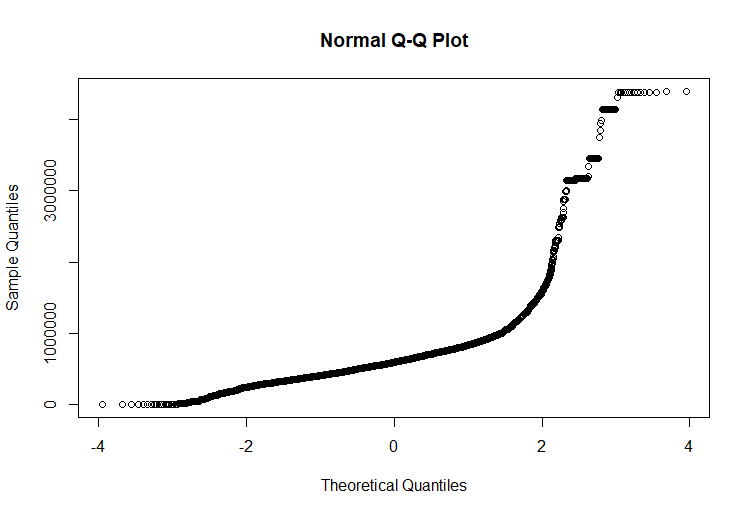 Normal Q-Q Plot
Sample Quantiles
3000000
1000000
0
-4 -2 0 2 4
Theoretical Quantiles